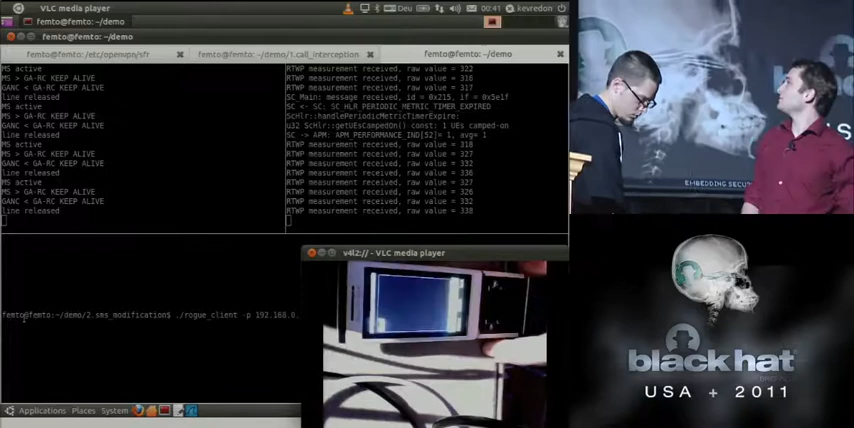 VLC media player
Deu
00:41
kevredon
femto@femto: ~/demo
femto@femto: ~/demo
femto@femto: /etc/openvpn/sfr
femto@femto: ~/demo/1.call_interception
femto@femto: ~/demo
MS active
MS > GA-RC KEEP ALIVE
GANC < GA-RC KEEP ALIVE
line released
MS active
MS > GA-RC KEEP ALIVE
GANC < GA-RC KEEP ALIVE
line released
MS active
MS > GA-RC KEEP ALIVE
GANC < GA-RC KEEP ALIVE
line released
MS active
MS > GA-RC KEEP ALIVE
GANC < GA-RC KEEP ALIVE
line released
RTWP measurement received, raw value = 322
RTWP measurement received, raw value = 316
RTWP measurement received, raw value = 317
SC_Main: message received, id = 0x215, if = 0x5e1f
SC <- SC: SC_HLR_PERIODIC_METRIC_TIMER_EXPIRED
ScHlr::handlePeriodicMetricTimerExpire:
u32 ScHlr::getUEsCampedOn() const: 1 UEs camped-on
SC -> APM: APM_PERFORMANCE_IND[52]= 1, avg= 1
RTWP measurement received, raw value = 318
RTWP measurement received, raw value = 327
RTWP measurement received, raw value = 332
RTWP measurement received, raw value = 336
RTWP measurement received, raw value = 327
RTWP measurement received, raw value = 326
RTWP measurement received, raw value = 332
RTWP measurement received, raw value = 338
femto@femto:~/demo/2.sms_modification$ ./rogue_client -p 192.168.0.
v4l2:// - VLC media player
Applications Places System
EMBEDDING SECU
black hat
USA + 2011